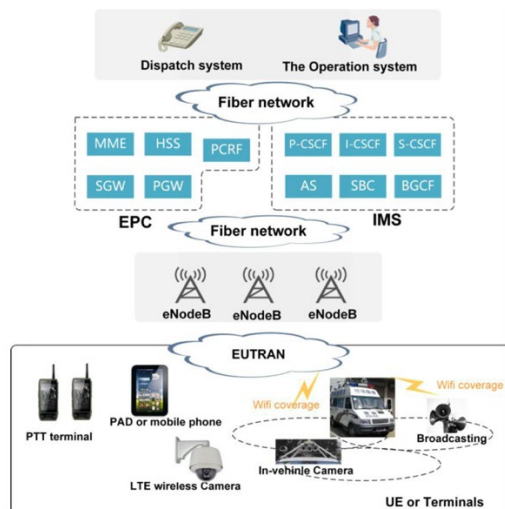 Dispatch system
The Operation system
Fiber network
MME HSS PCRF
P-CSCF I-CSCF S-CSCF
SGW PGW
AS SBC BGCF
EPC
IMS
Fiber network
eNodeB eNodeB eNodeB
EUTRAN
Wifi coverage
Wifi coverage
PTT terminal
PAD or mobile phone
Broadcasting
In-vehinle Camera
LTE wireless Camera
UE or Terminals